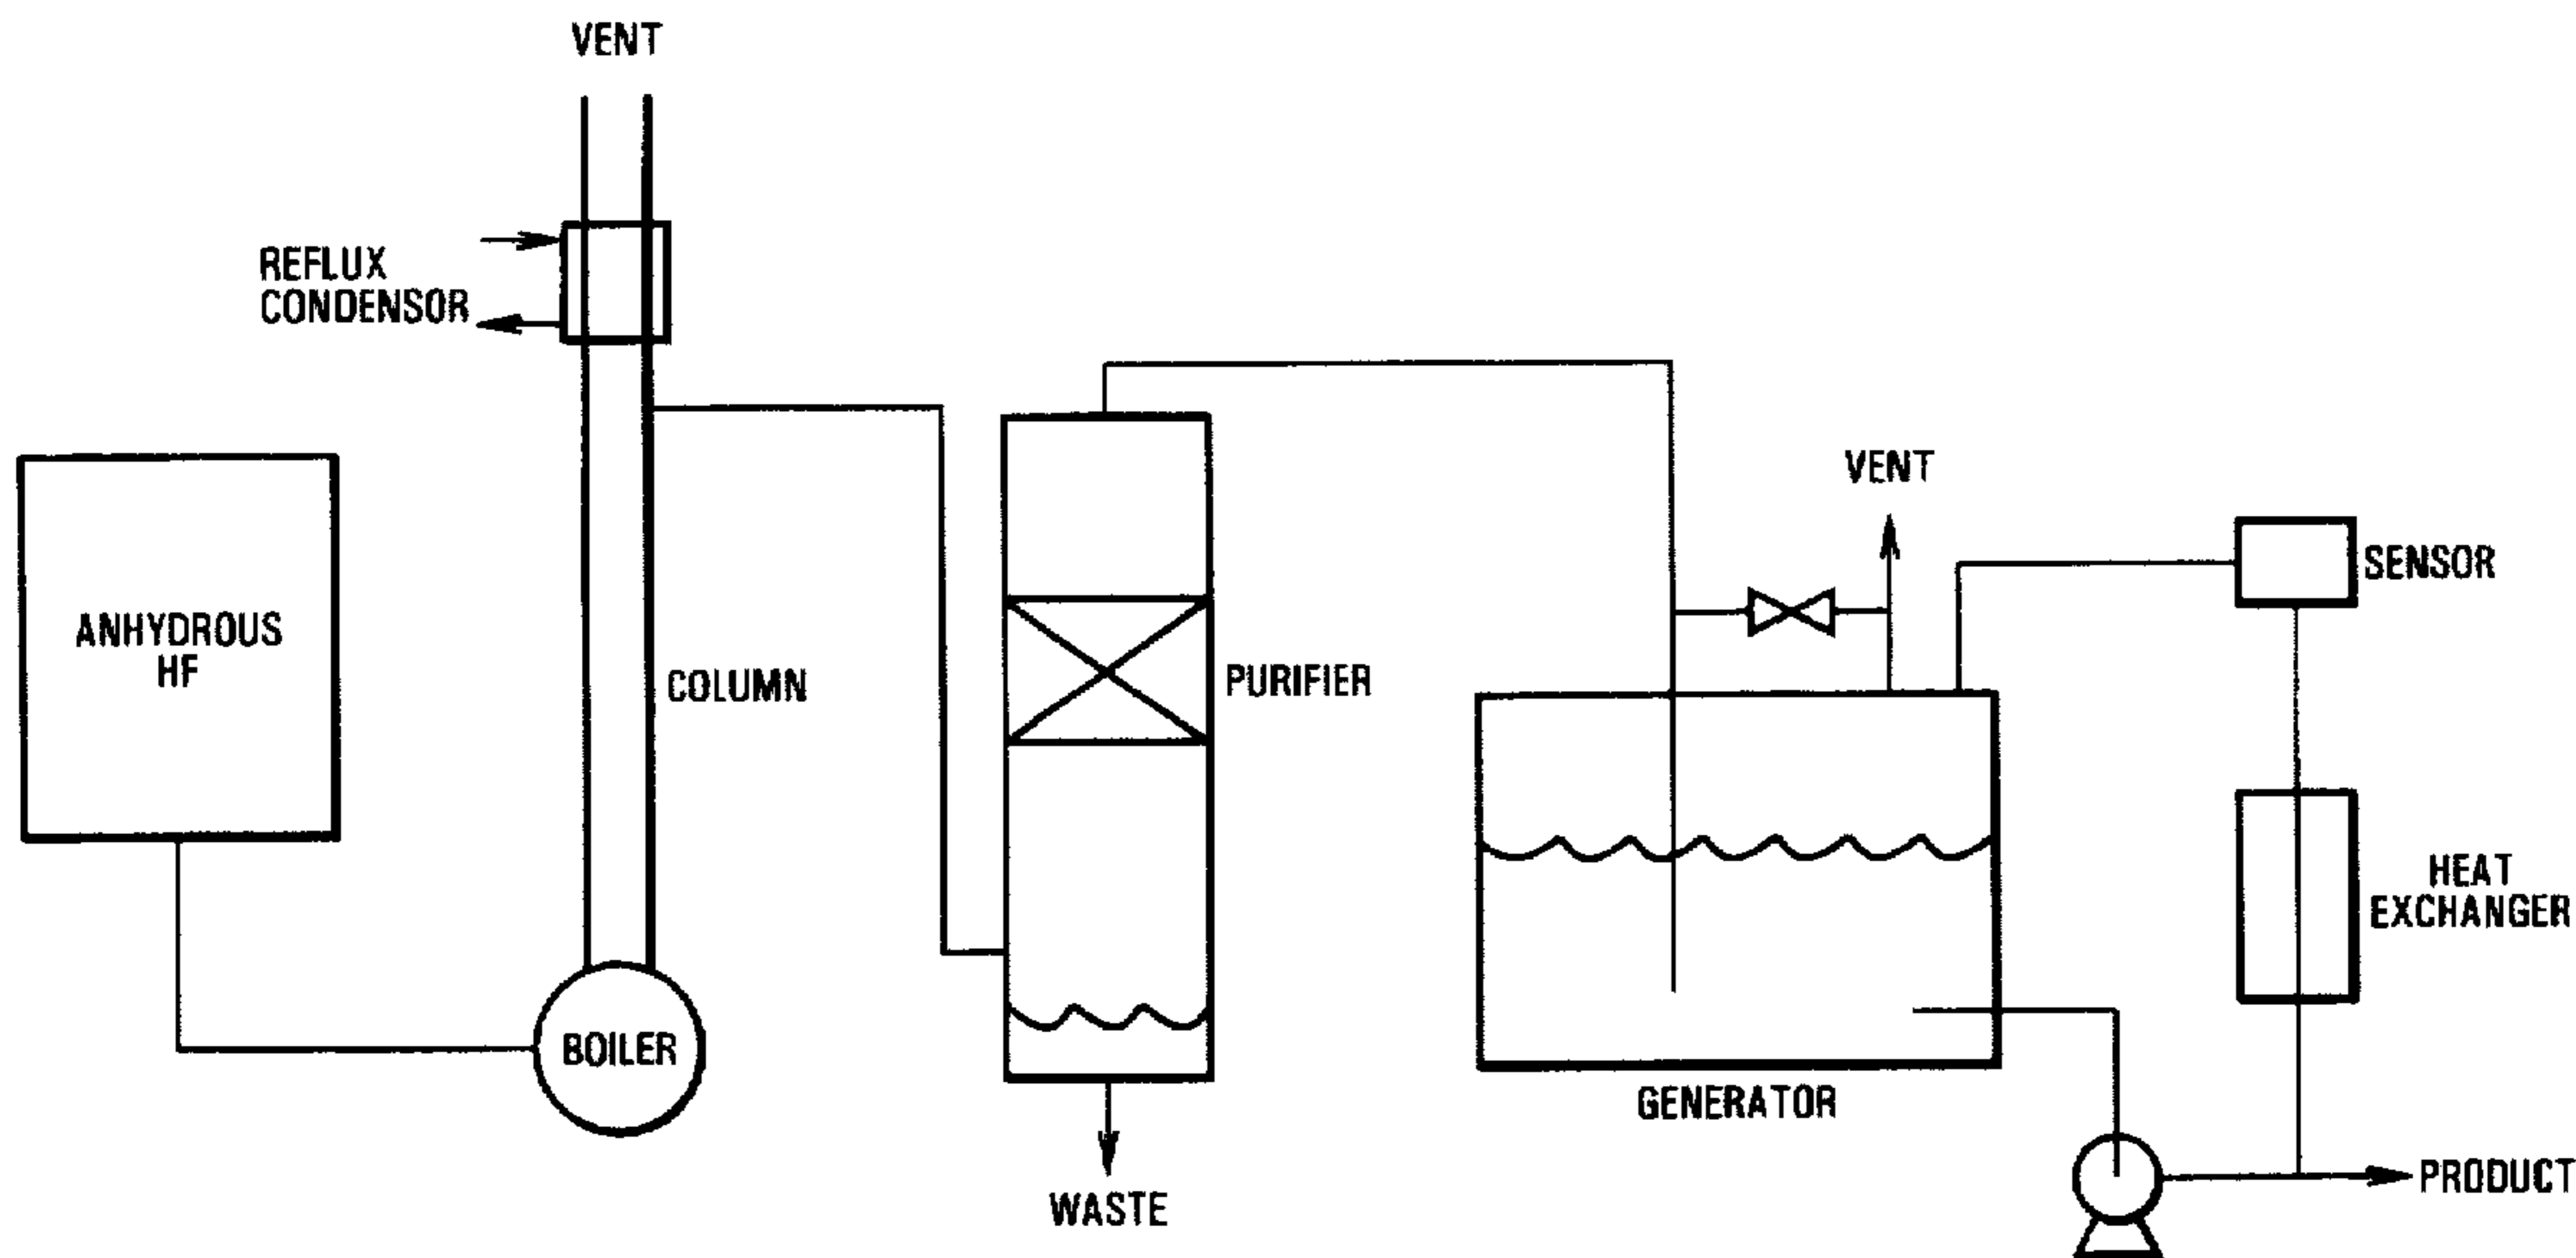 VENT
REFLUX
CONDENSOR
ANHYDROUS
HF
COLUMN
BOILER
PURIFIER
WASTE
VENT
SENSOR
HEAT
EXCHANGER
GENERATOR
PRODUCT